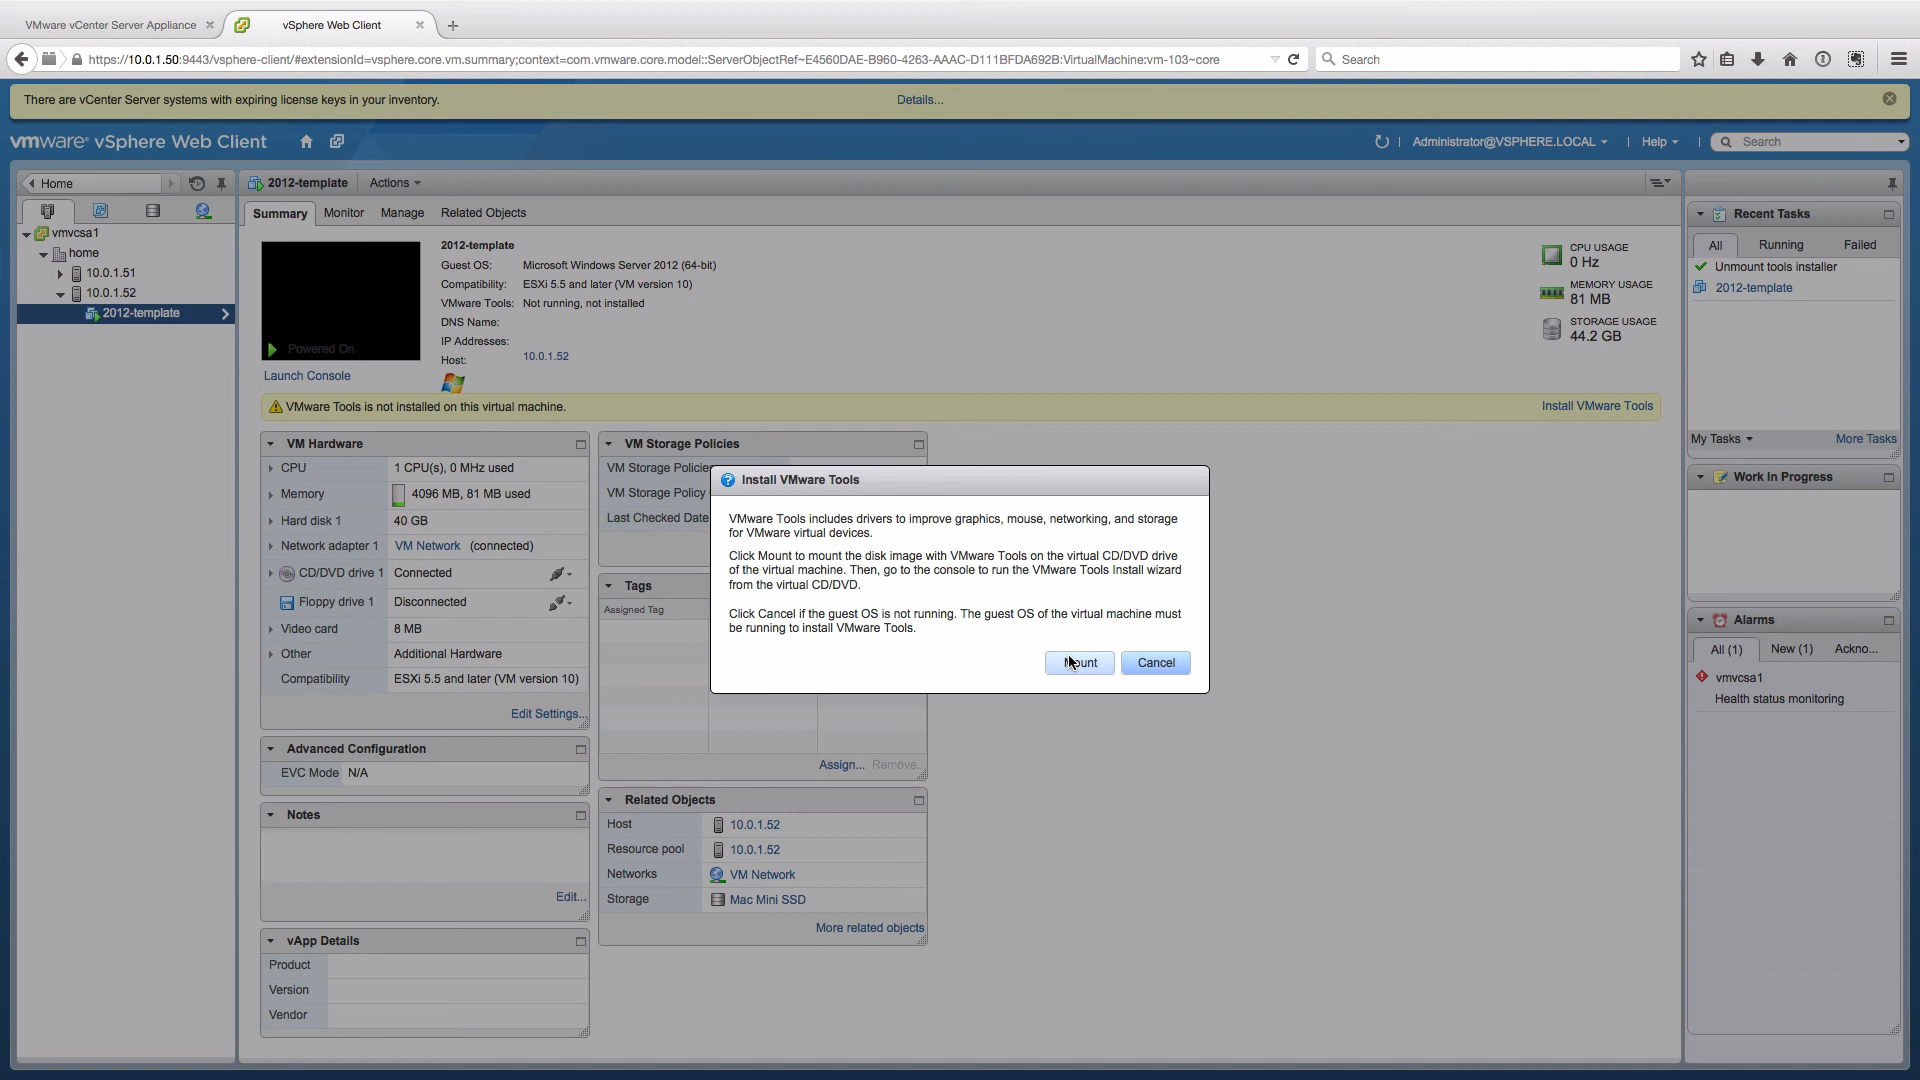 VMware vCenter Server Appliance
vSphere Web Client
https://10.0.1.50:9443/vsphere-client/#extensionId=vsphere.core.vm.summary;context=com.vmware.core.model::ServerObjectRef~E4560DAE-B960-4263-AAAC-D111BFDA692B:VirtualMachine:vm-103~core
Search
There are vCenter Server systems with expiring license keys in your inventory.
Details...
vmware® vSphere Web Client
Administrator@VSPHERE.LOCAL
Help
Search
Home
vmvcsa1
home
10.0.1.51
10.0.1.52
2012-template
2012-template
Actions
Summary
Monitor
Manage
Related Objects
Powered On
Launch Console
2012-template
Guest OS: Microsoft Windows Server 2012 (64-bit)
Compatibility: ESXi 5.5 and later (VM version 10)
VMware Tools: Not running, not installed
DNS Name:
IP Addresses:
Host: 10.0.1.52
CPU USAGE
0 Hz
MEMORY USAGE
81 MB
STORAGE USAGE
44.2 GB
VMware Tools is not installed on this virtual machine.
Install VMware Tools
VM Hardware
CPU 1 CPU(s), 0 MHz used
Memory 4096 MB, 81 MB used
Hard disk 1 40 GB
Network adapter 1 VM Network (connected)
CD/DVD drive 1 Connected
Floppy drive 1 Disconnected
Video card 8 MB
Other Additional Hardware
Compatibility ESXi 5.5 and later (VM version 10)
Edit Settings...
Advanced Configuration
EVC Mode N/A
Notes
Edit...
vApp Details
Product
Version
Vendor
VM Storage Policies
VM Storage Policies
VM Storage Policy
Last Checked Date
Tags
Assigned Tag
Assign... Remove...
Related Objects
Host 10.0.1.52
Resource pool 10.0.1.52
Networks VM Network
Storage Mac Mini SSD
More related objects
Install VMware Tools
VMware Tools includes drivers to improve graphics, mouse, networking, and storage
for VMware virtual devices.
Click Mount to mount the disk image with VMware Tools on the virtual CD/DVD drive
of the virtual machine. Then, go to the console to run the VMware Tools Install wizard
from the virtual CD/DVD.
Click Cancel if the guest OS is not running. The guest OS of the virtual machine must
be running to install VMware Tools.
Mount
Cancel
Recent Tasks
All
Running
Failed
Unmount tools installer
2012-template
My Tasks
More Tasks
Work In Progress
Alarms
All (1)
New (1)
Ackno...
vmvcsa1
Health status monitoring